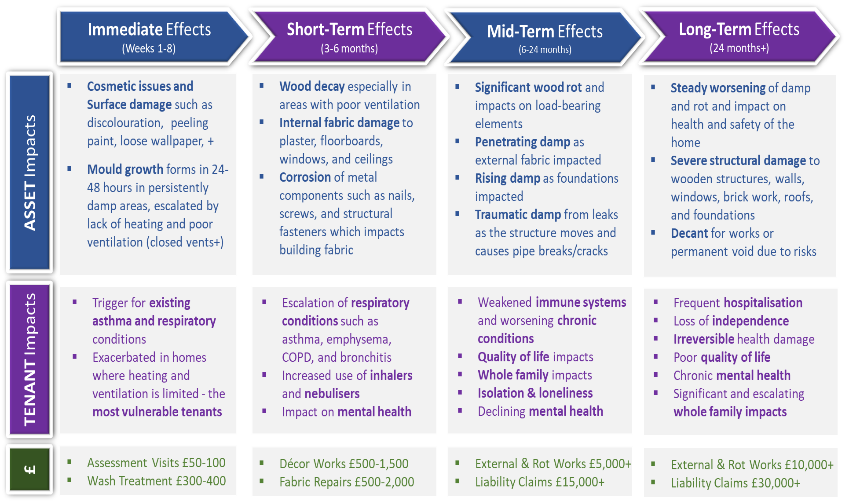 Immediate Effects
(Weeks 1-8)
Short-Term Effects
(3-6 months)
Mid-Term Effects
(6-24 months)
Long-Term Effects
(24 months+)
ASSET Impacts
Cosmetic issues and
Surface damage such as
discolouration, peeling
paint, loose wallpaper, +
Mould growth forms in 24-
48 hours in persistently
damp areas, escalated by
lack of heating and poor
ventilation (closed vents+)
Wood decay especially in
areas with poor ventilation
Internal fabric damage to
plaster, floorboards,
windows, and ceilings
Corrosion of metal
components such as nails,
screws, and structural
fasteners which impacts
building fabric
Significant wood rot and
impacts on load-bearing
elements
Penetrating damp as
external fabric impacted
Rising damp as foundations
impacted
Traumatic damp from leaks
as the structure moves and
causes pipe breaks/cracks
Steady worsening of damp
and rot and impact on
health and safety of the
home
Severe structural damage to
wooden structures, walls,
windows, brick work, roofs,
and foundations
Decant for works or
permanent void due to risks
TENANT Impacts
Trigger for existing
asthma and respiratory
conditions
Exacerbated in homes
where heating and
ventilation is limited - the
most vulnerable tenants
Escalation of respiratory
conditions such as
asthma, emphysema,
COPD, and bronchitis
Increased use of inhalers
and nebulisers
Impact on mental health
Weakened immune systems
and worsening chronic
conditions
Quality of life impacts
Whole family impacts
Isolation & loneliness
Declining mental health
Frequent hospitalisation
Loss of independence
Irreversible health damage
Poor quality of life
Chronic mental health
Significant and escalating
whole family impacts
£
Assessment Visits £50-100
Wash Treatment £300-400
Décor Works £500-1,500
Fabric Repairs £500-2,000
External & Rot Works £5,000+
Liability Claims £15,000+
External & Rot Works £10,000+
Liability Claims £30,000+